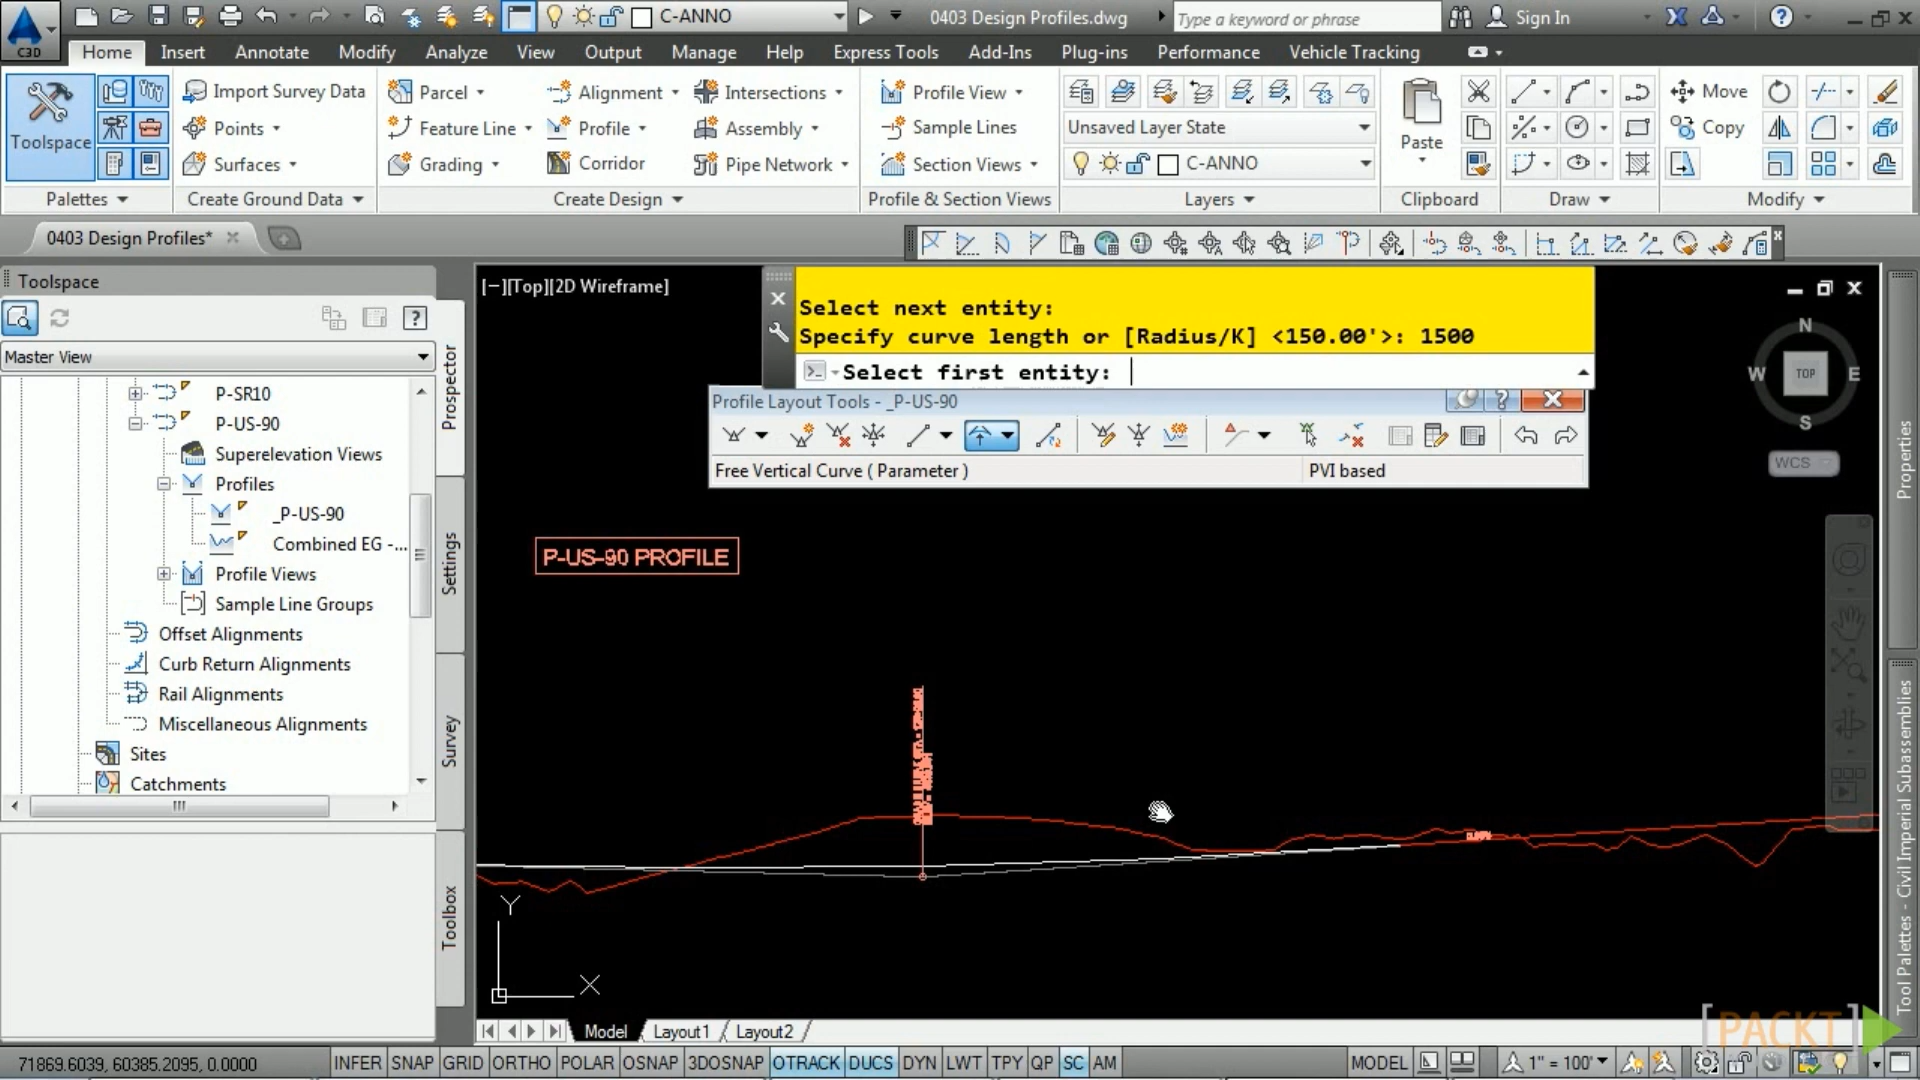 C-ANNO
0403 Design Profiles.dwg
Type a keyword or phrase
Sign In
C3D
Home
Insert
Annotate
Modify
Analyze
View
Output
Manage
Help
Express Tools
Add-Ins
Plug-ins
Performance
Vehicle Tracking
Toolspace
Import Survey Data
Points
Surfaces
Parcel
Feature Line
Grading
Alignment
Profile
Corridor
Intersections
Assembly
Pipe Network
Profile View
Sample Lines
Section Views
Unsaved Layer State
C-ANNO
Paste
Move
Copy
Palettes
Create Ground Data
Create Design
Profile & Section Views
Layers
Clipboard
Draw
Modify
0403 Design Profiles*
Toolspace
Master View
P-SR10
P-US-90
Superelevation Views
Profiles
_P-US-90
Combined EG -...
Profile Views
Sample Line Groups
Offset Alignments
Curb Return Alignments
Rail Alignments
Miscellaneous Alignments
Sites
Catchments
Prospector
Settings
Survey
Toolbox
[−][Top][2D Wireframe]
Select next entity:
Specify curve length or [Radius/K] <150.00'>: 1500
Select first entity:
Profile Layout Tools - _P-US-90
Free Vertical Curve ( Parameter )
PVI based
N
W
TOP
E
S
WCS
P-US-90 PROFILE
Y
X
Properties
Tool Palettes - Civil Imperial Subassemblies
[PACKT]
Model
Layout1
Layout2
71869.6039, 60385.2095, 0.0000
INFER
SNAP
GRID
ORTHO
POLAR
OSNAP
3DOSNAP
OTRACK
DUCS
DYN
LWT
TPY
QP
SC
AM
MODEL
1" = 100'